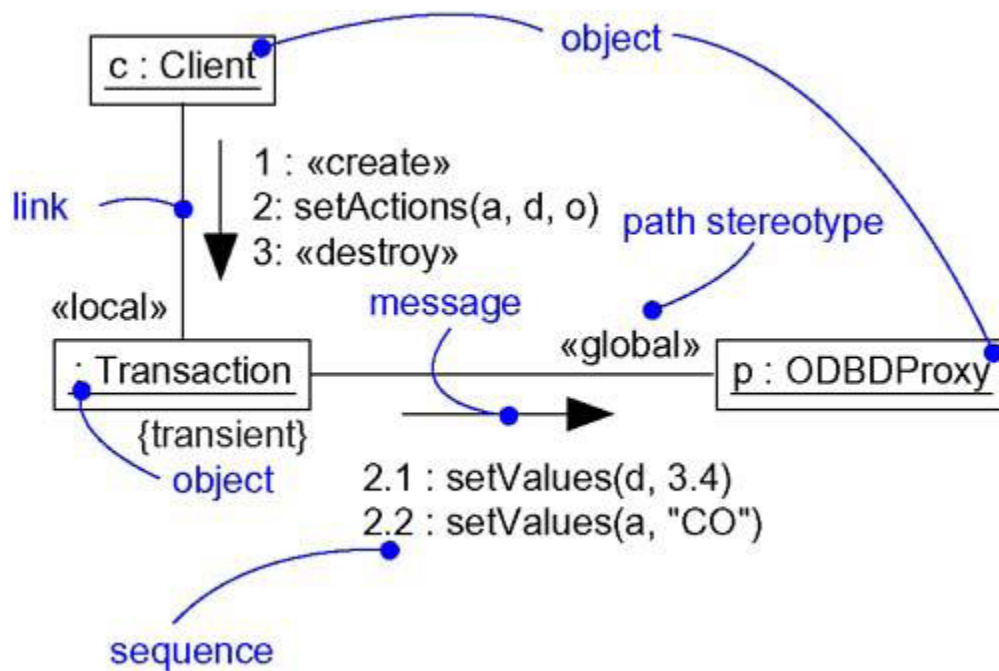 object
c : Client
1 : «create»
link
2: setActions(a, d, o)
path stereotype
3: «destroy»
«local»
message
«global»
: Transaction
p : ODBDProxy
{transient}
object
2.1 : setValues(d, 3.4)
2.2 : setValues(a, "CO")
sequence